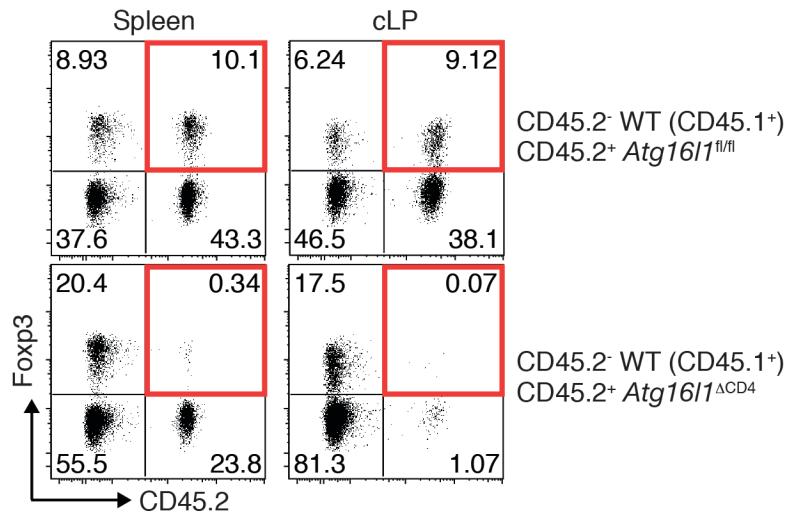 Spleen cLP
8.93 10.1 6.24 9.12
CD45.2⁻ WT (CD45.1⁺)
CD45.2⁺ Atg16l1ᶠˡ/ᶠˡ
37.6 43.3 46.5 38.1
20.4 0.34 17.5 0.07
Foxp3
CD45.2⁻ WT (CD45.1⁺)
CD45.2⁺ Atg16l1ΔCD4
55.5 23.8 81.3 1.07
CD45.2